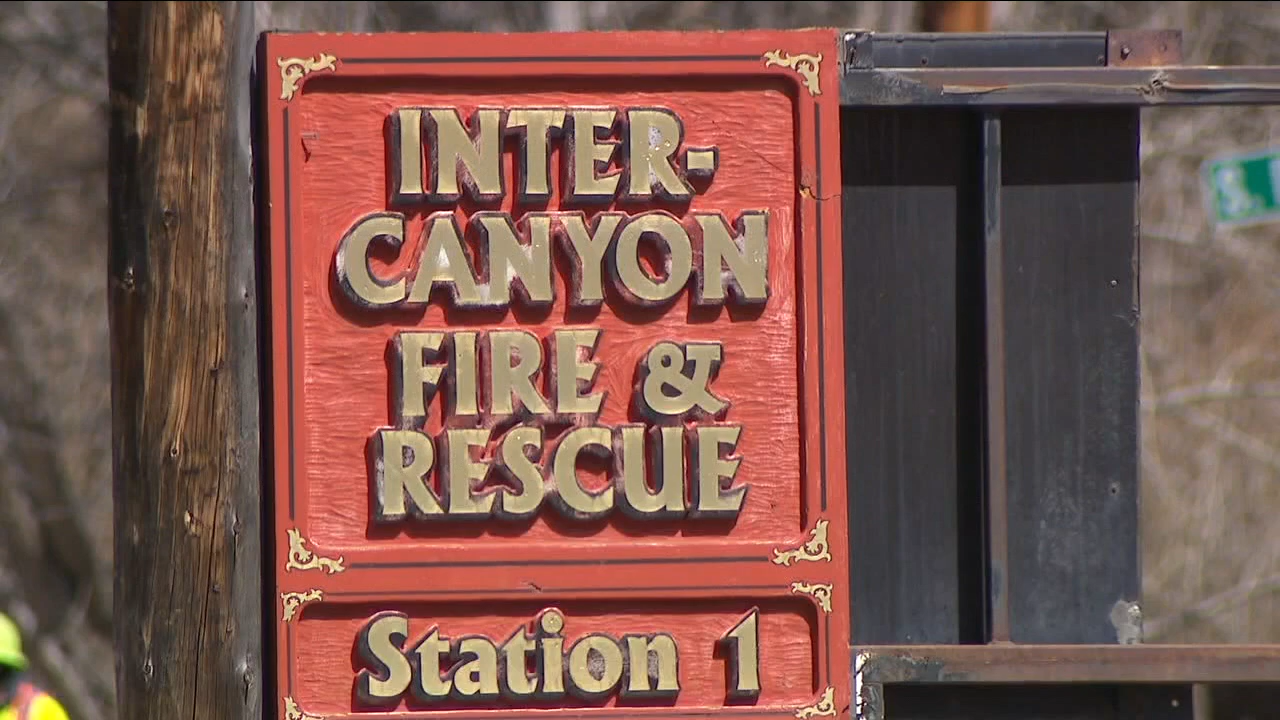 INTER-
CANYON
FIRE &
RESCUE
Station 1
S.